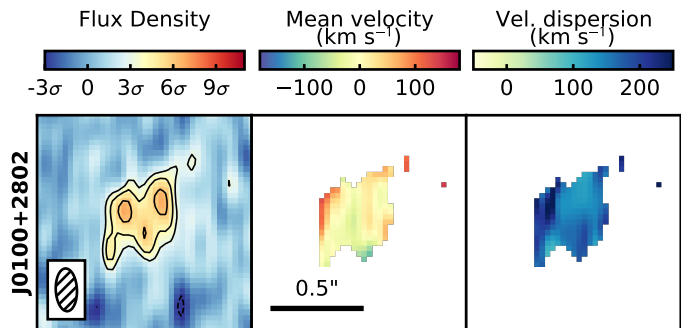 Flux Density
Mean velocity
(km s⁻¹)
Vel. dispersion
(km s⁻¹)
-3σ 0 3σ 6σ 9σ
−100 0 100
0 100 200
J0100+2802
0.5"